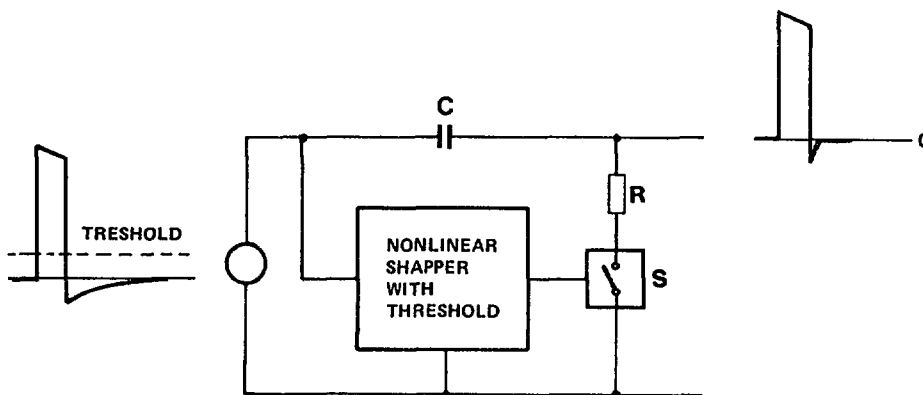 C
0
R
TRESHOLD
NONLINEAR
SHAPPER
WITH
THRESHOLD
S